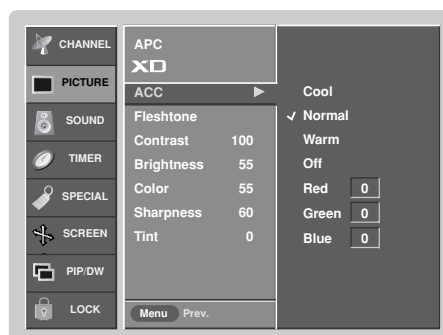 CHANNEL
PICTURE
SOUND
TIMER
SPECIAL
SCREEN
PIP/DW
LOCK
APC
XD
ACC
Fleshtone
Contrast 100
Brightness 55
Color 55
Sharpness 60
Tint 0
Menu Prev.
Cool
Normal
Warm
Off
Red 0
Green 0
Blue 0